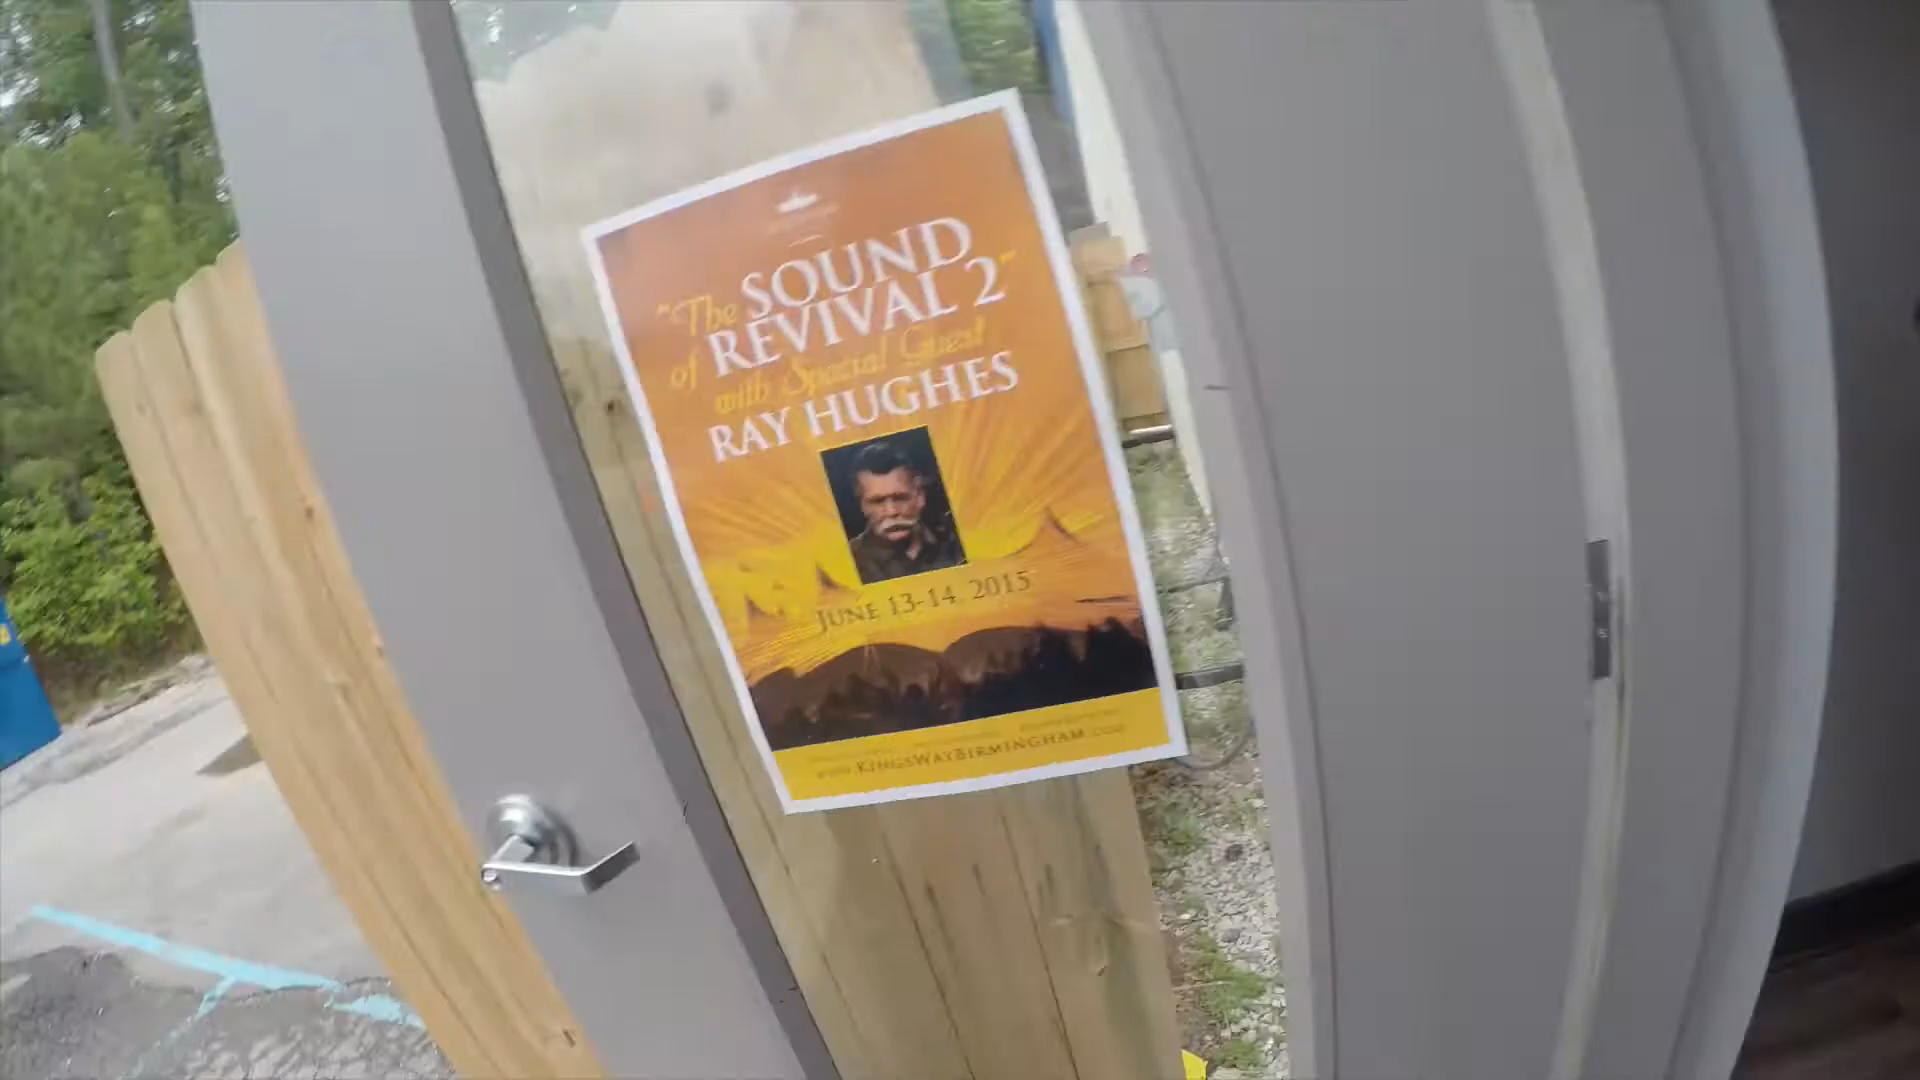 "The SOUND
of REVIVAL 2"
with Special Guest
RAY HUGHES
JUNE 13-14, 2015
www.KINGSWAYBIRMINGHAM.com